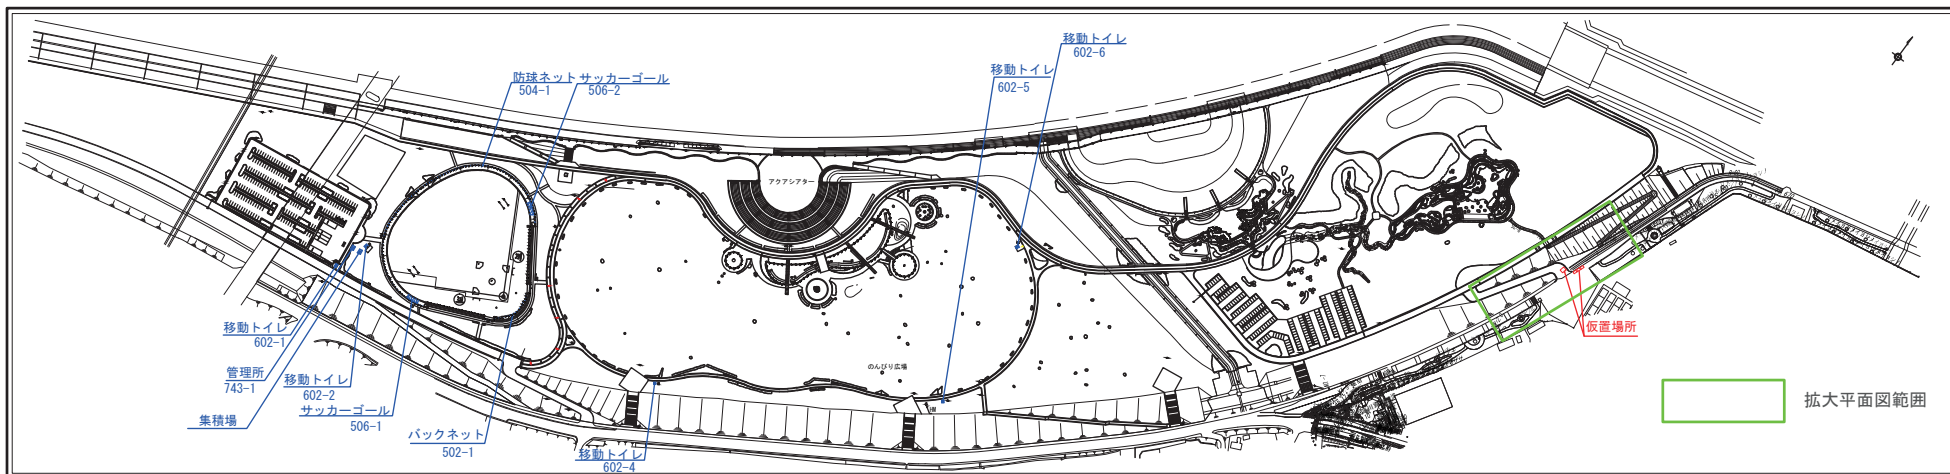 移動トイレ
602-6
移動トイレ
602-5
防球ネット
504-1
サッカーゴール
506-2
アクアシアター
移動トイレ
602-1
管理所
743-1
移動トイレ
602-2
集積場
サッカーゴール
506-1
バックネット
502-1
移動トイレ
602-4
のんびり広場
仮置場所
拡大平面図範囲